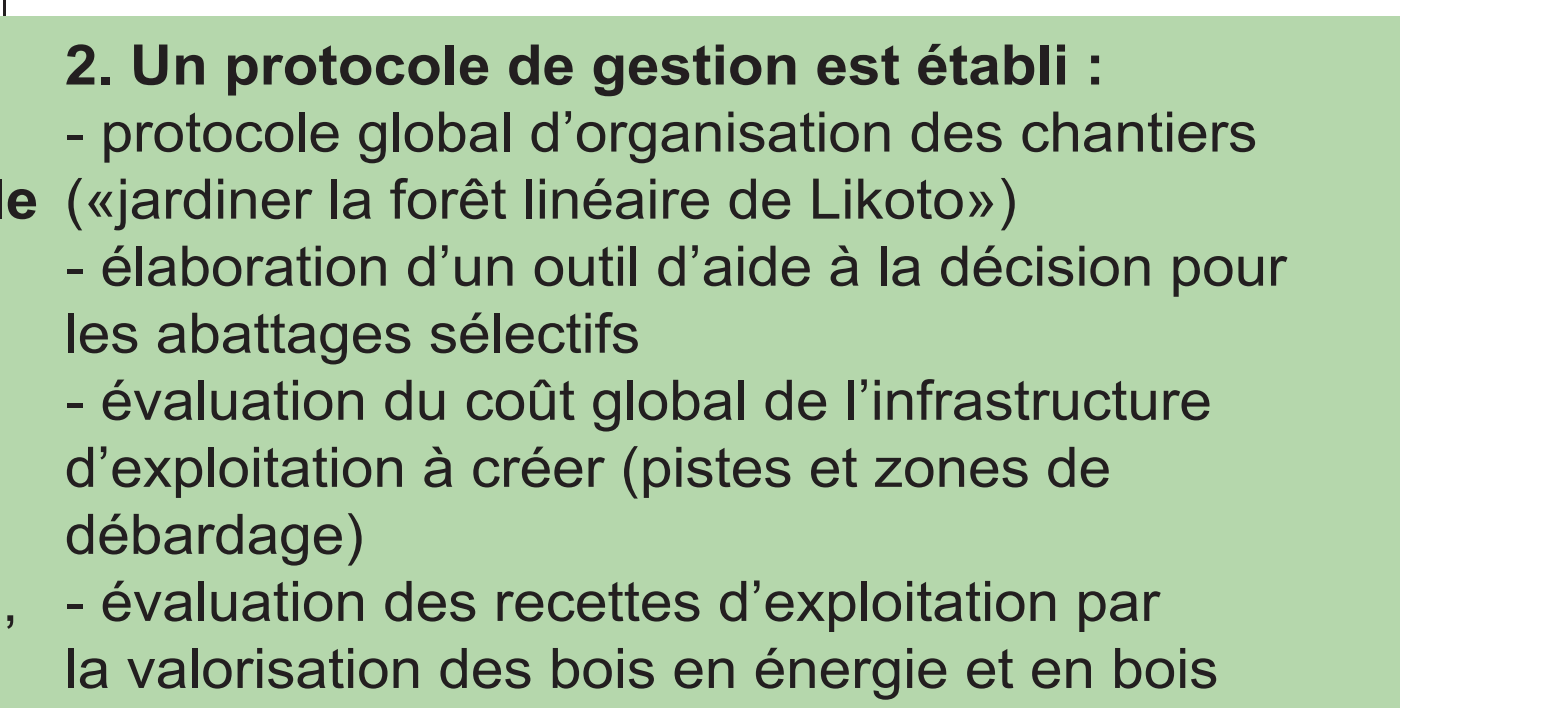 2. Un protocole de gestion est établi :
- protocole global d’organisation des chantiers
(«jardiner la forêt linéaire de Likoto»)
- élaboration d’un outil d’aide à la décision pour
les abattages sélectifs
- évaluation du coût global de l’infrastructure
d’exploitation à créer (pistes et zones de
débardage)
- évaluation des recettes d’exploitation par
la valorisation des bois en énergie et en bois